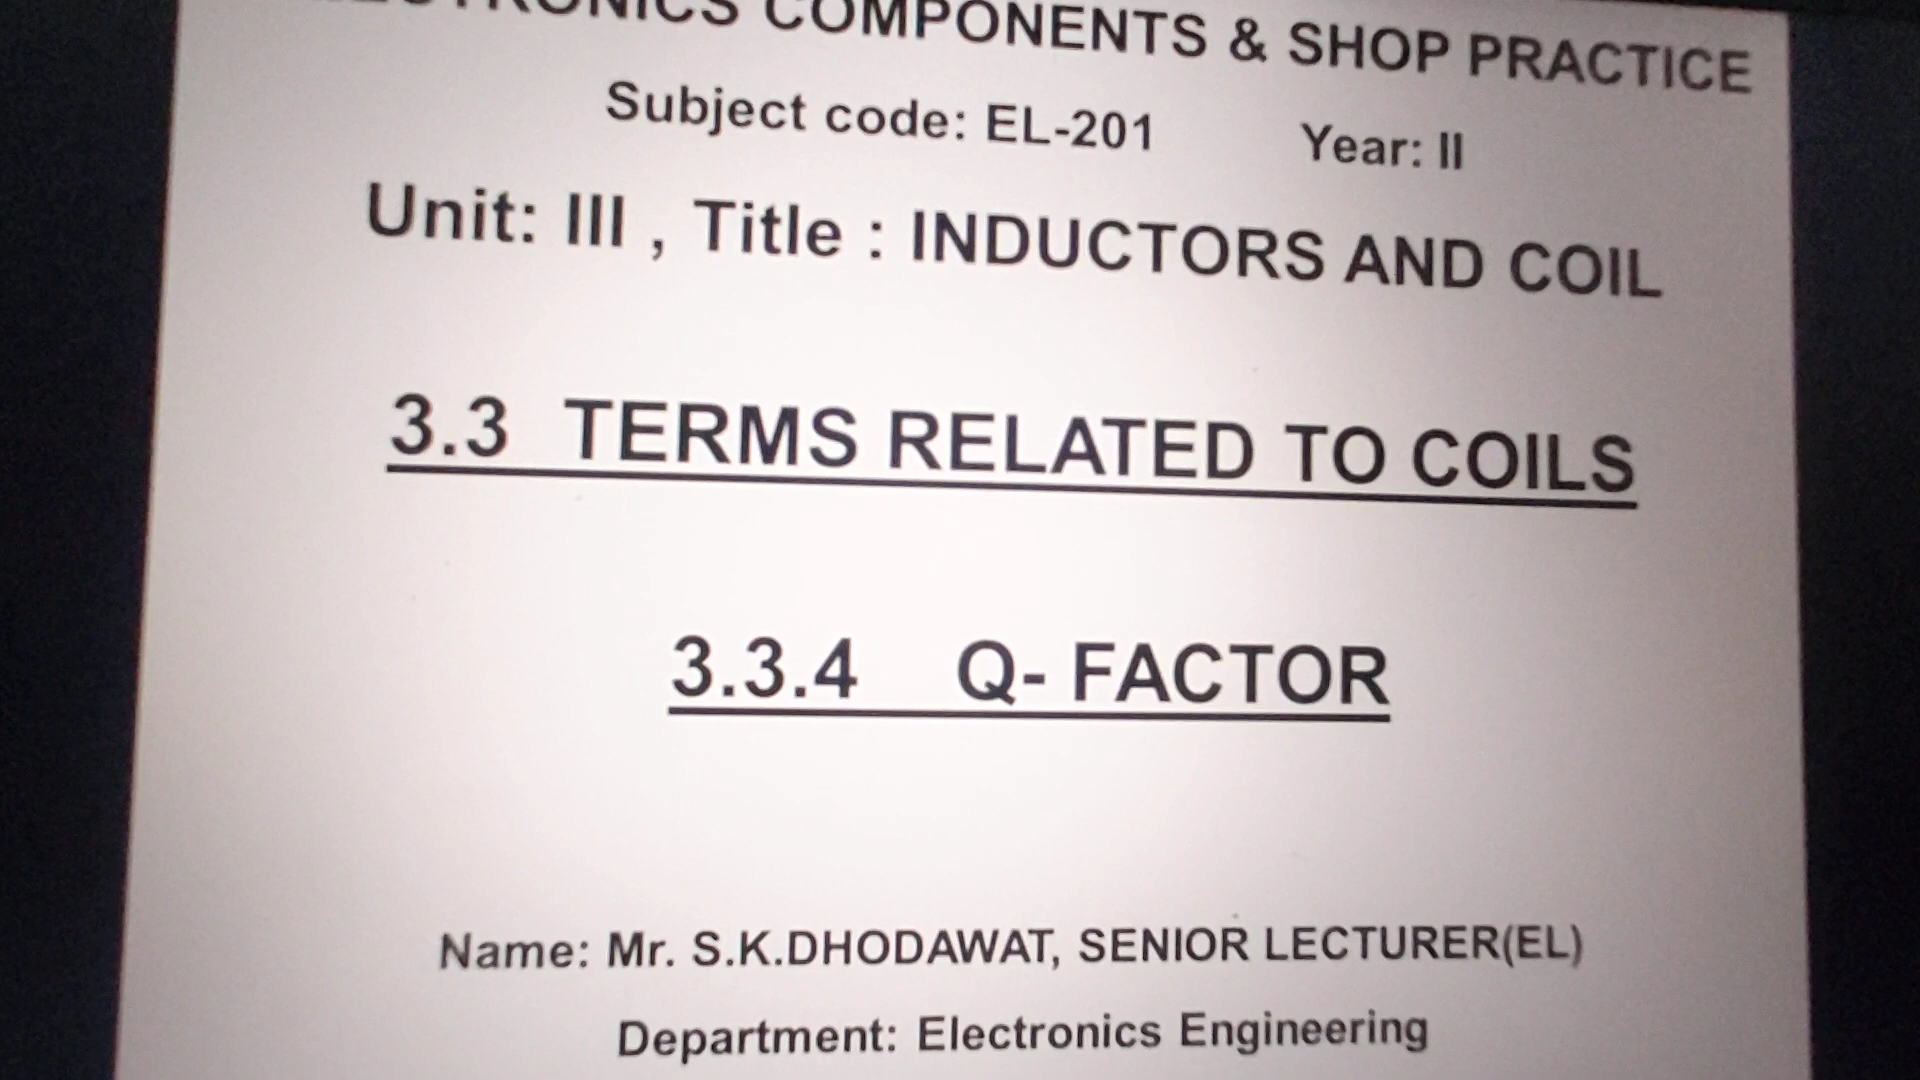 COMPONENTS & SHOP PRACTICE
Subject code: EL-201 Year: II
Unit: III , Title : INDUCTORS AND COIL
3.3 TERMS RELATED TO COILS
3.3.4 Q- FACTOR
Name: Mr. S.K.DHODAWAT, SENIOR LECTURER(EL)
Department: Electronics Engineering